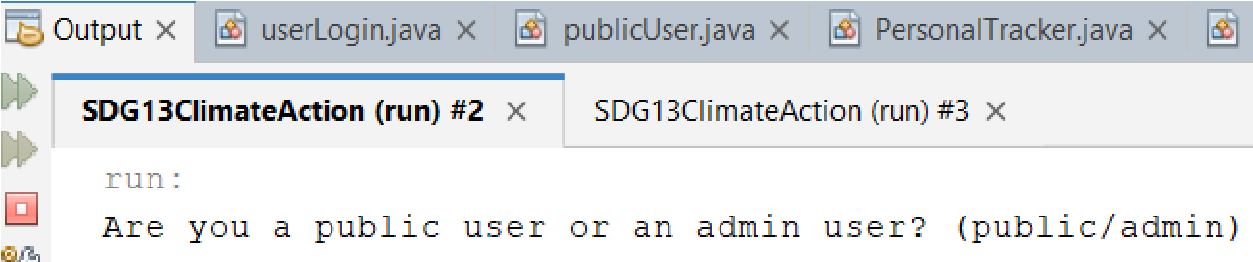 Output × userLogin.java × publicUser.java × PersonalTracker.java ×
SDG13ClimateAction (run) #2 × SDG13ClimateAction (run) #3 ×
run:
Are you a public user or an admin user? (public/admin)